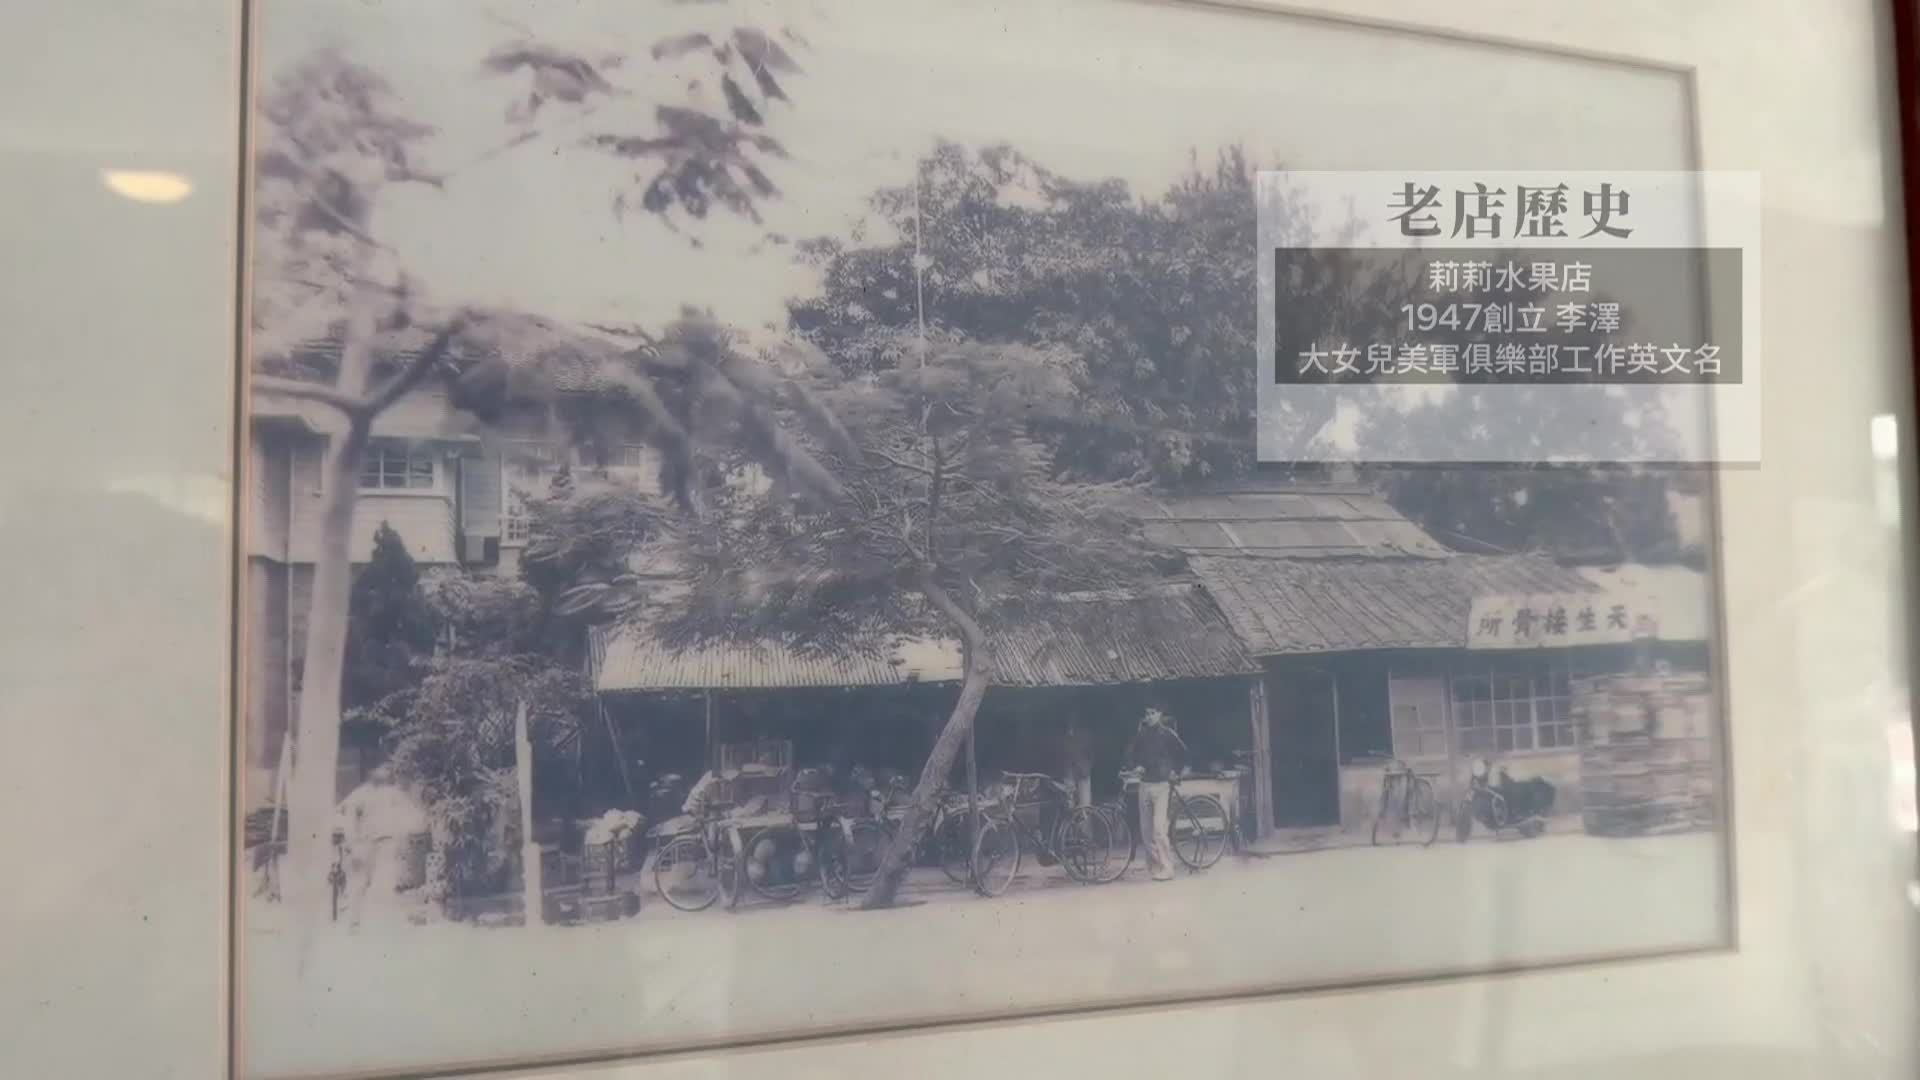 老店歷史
莉莉水果店
1947創立 李澤
大女兒美軍俱樂部工作英文名
所骨接生天